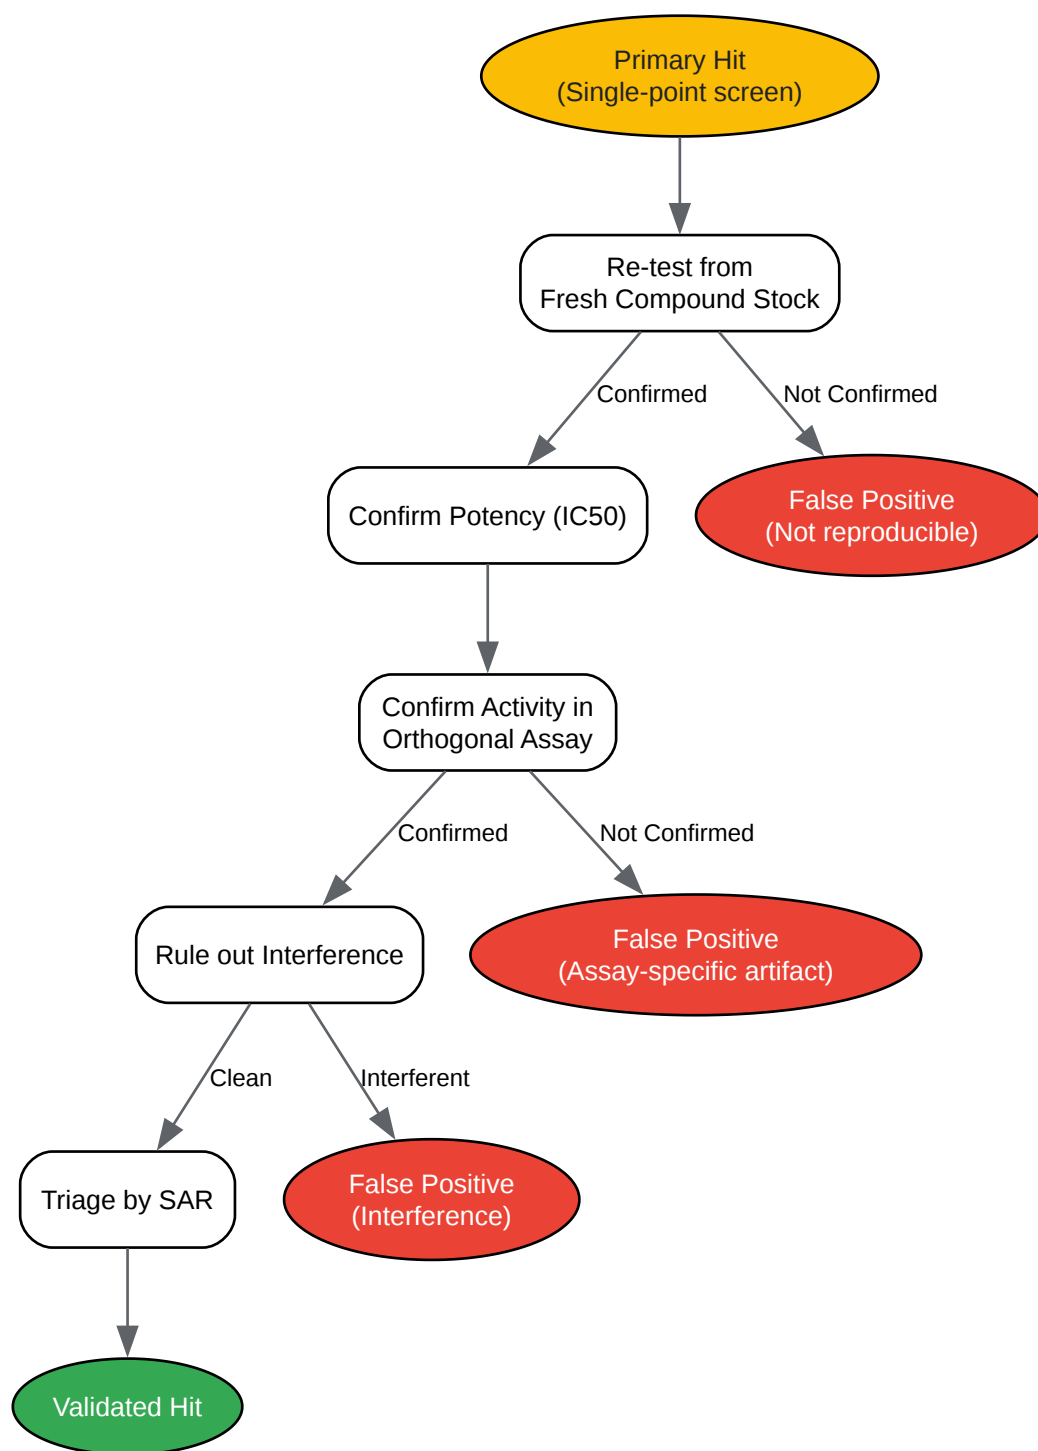 Primary Hit
(Single-point screen)
Re-test from
Fresh Compound Stock
Confirmed
Not Confirmed
Confirm Potency (IC50)
False Positive
(Not reproducible)
Confirm Activity in
Orthogonal Assay
Confirmed
Not Confirmed
Rule out Interference
False Positive
(Assay-specific artifact)
Clean
Interferent
Triage by SAR
False Positive
(Interference)
Validated Hit